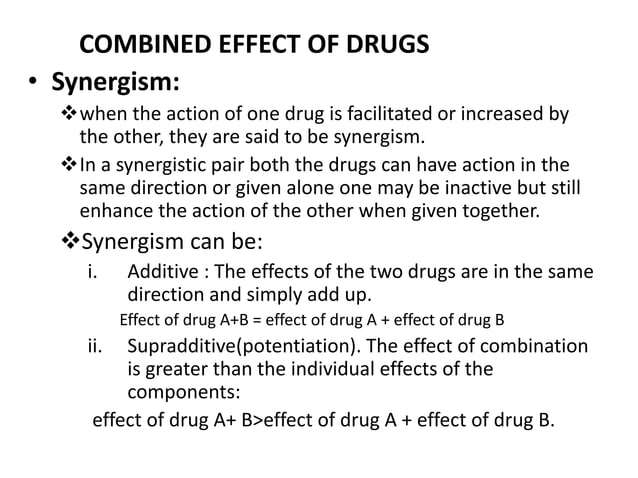 COMBINED EFFECT OF DRUGS
• Synergism:
❖when the action of one drug is facilitated or increased by
the other, they are said to be synergism.
❖In a synergistic pair both the drugs can have action in the
same direction or given alone one may be inactive but still
enhance the action of the other when given together.
❖Synergism can be:
i. Additive : The effects of the two drugs are in the same
direction and simply add up.
Effect of drug A+B = effect of drug A + effect of drug B
ii. Supradditive(potentiation). The effect of combination
is greater than the individual effects of the
components:
effect of drug A+ B>effect of drug A + effect of drug B.